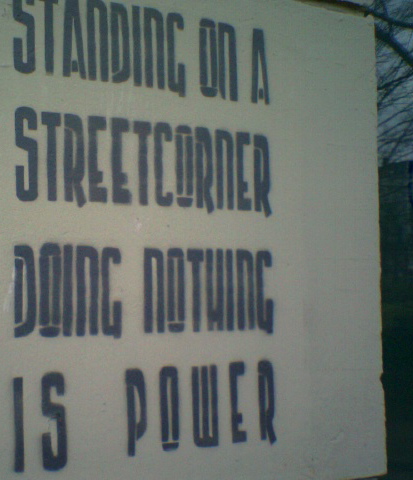 STANDING ON A
STREETCORNER
DOING NOTHING
IS POWER